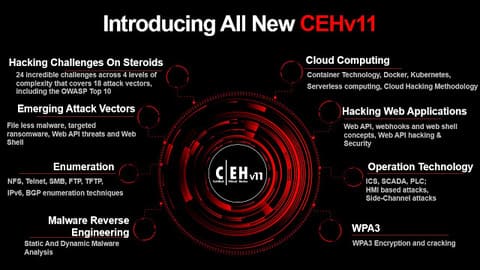 Introducing All New CEHv11
Hacking Challenges On Steroids
24 incredible challenges across 4 levels of
complexity that covers 18 attack vectors,
including the OWASP Top 10
Emerging Attack Vectors
File less malware, targeted
ransomware, Web API threats and Web
Shell
Enumeration
NFS, Telnet, SMB, FTP, TFTP,
IPv6, BGP enumeration techniques
Malware Reverse
Engineering
Static And Dynamic Malware
Analysis
C|EH v11
Certified Ethical Hacker
Cloud Computing
Container Technology, Docker, Kubernetes,
Serverless computing, Cloud Hacking Methodology
Hacking Web Applications
Web API, webhooks and web shell
concepts, Web API hacking &
Security
Operation Technology
ICS, SCADA, PLC;
HMI based attacks,
Side-Channel attacks
WPA3
WPA3 Encryption and cracking